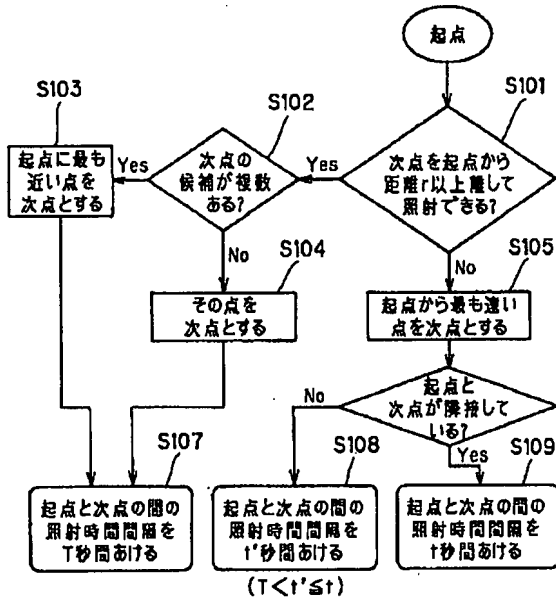 起点
S101
次点を起点から
距離r以上離して
照射できる?
Yes
No
S102
次点の
候補が複数
ある?
Yes
No
S103
起点に最も
近い点を
次点とする
S104
その点を
次点とする
S105
起点から最も遠い
点を次点とする
起点と
次点が隣接して
いる?
No
Yes
S107
起点と次点の間の
照射時間間隔を
T秒間あける
S108
起点と次点の間の
照射時間間隔を
t'秒間あける
(T<t'≦t)
S109
起点と次点の間の
照射時間間隔を
t秒間あける